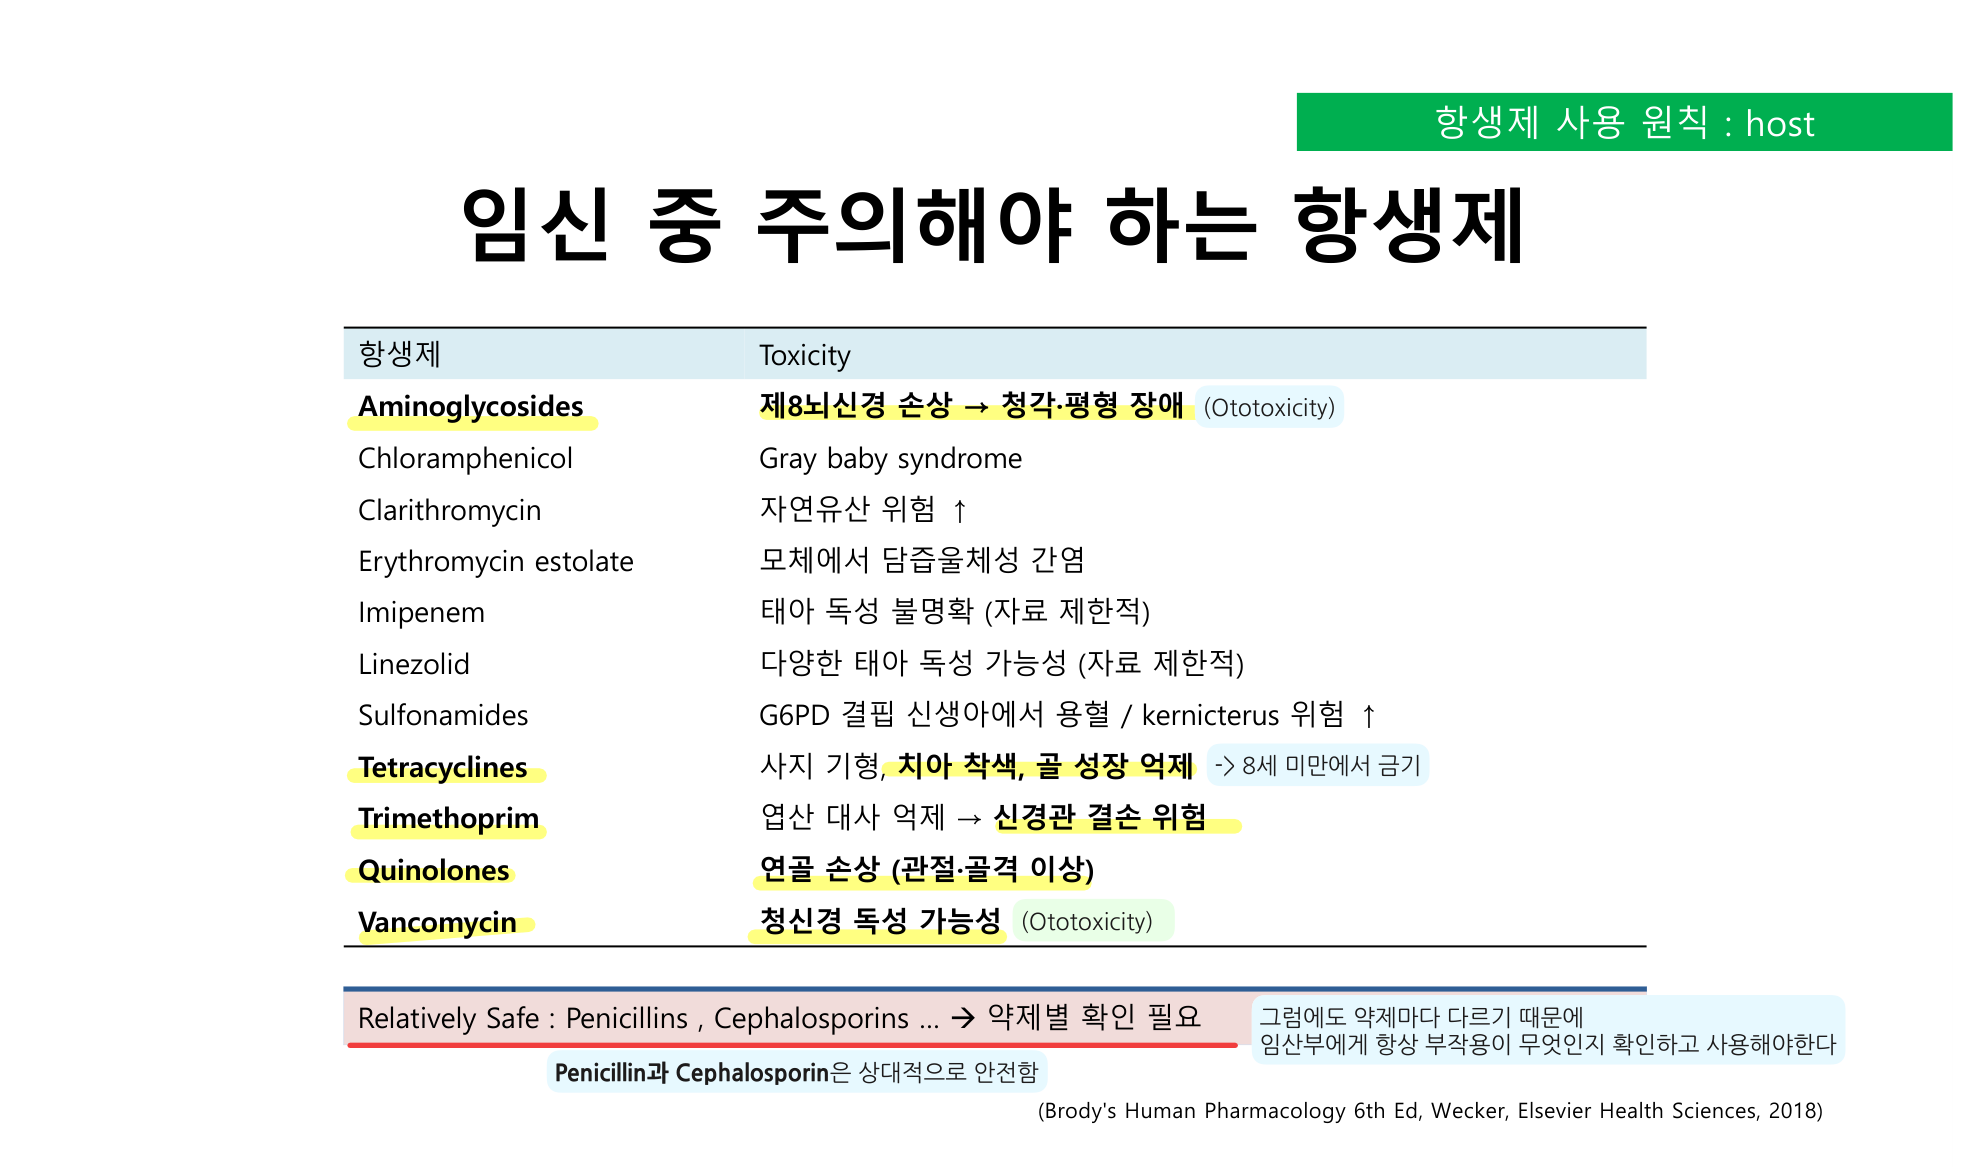 항생제 사용 원칙 : host
임신 중 주의해야 하는 항생제
항생제 Toxicity
Aminoglycosides 제8뇌신경 손상 → 청각·평형 장애 (Ototoxicity)
Chloramphenicol Gray baby syndrome
Clarithromycin 자연유산 위험 ↑
Erythromycin estolate 모체에서 담즙울체성 간염
Imipenem 태아 독성 불명확 (자료 제한적)
Linezolid 다양한 태아 독성 가능성 (자료 제한적)
Sulfonamides G6PD 결핍 신생아에서 용혈 / kernicterus 위험 ↑
Tetracyclines 사지 기형, 치아 착색, 골 성장 억제 -> 8세 미만에서 금기
Trimethoprim 엽산 대사 억제 → 신경관 결손 위험
Quinolones 연골 손상 (관절·골격 이상)
Vancomycin 청신경 독성 가능성 (Ototoxicity)
Relatively Safe : Penicillins , Cephalosporins ... → 약제별 확인 필요
그럼에도 약제마다 다르기 때문에
임산부에게 항상 부작용이 무엇인지 확인하고 사용해야한다
Penicillin과 Cephalosporin은 상대적으로 안전함
(Brody's Human Pharmacology 6th Ed, Wecker, Elsevier Health Sciences, 2018)